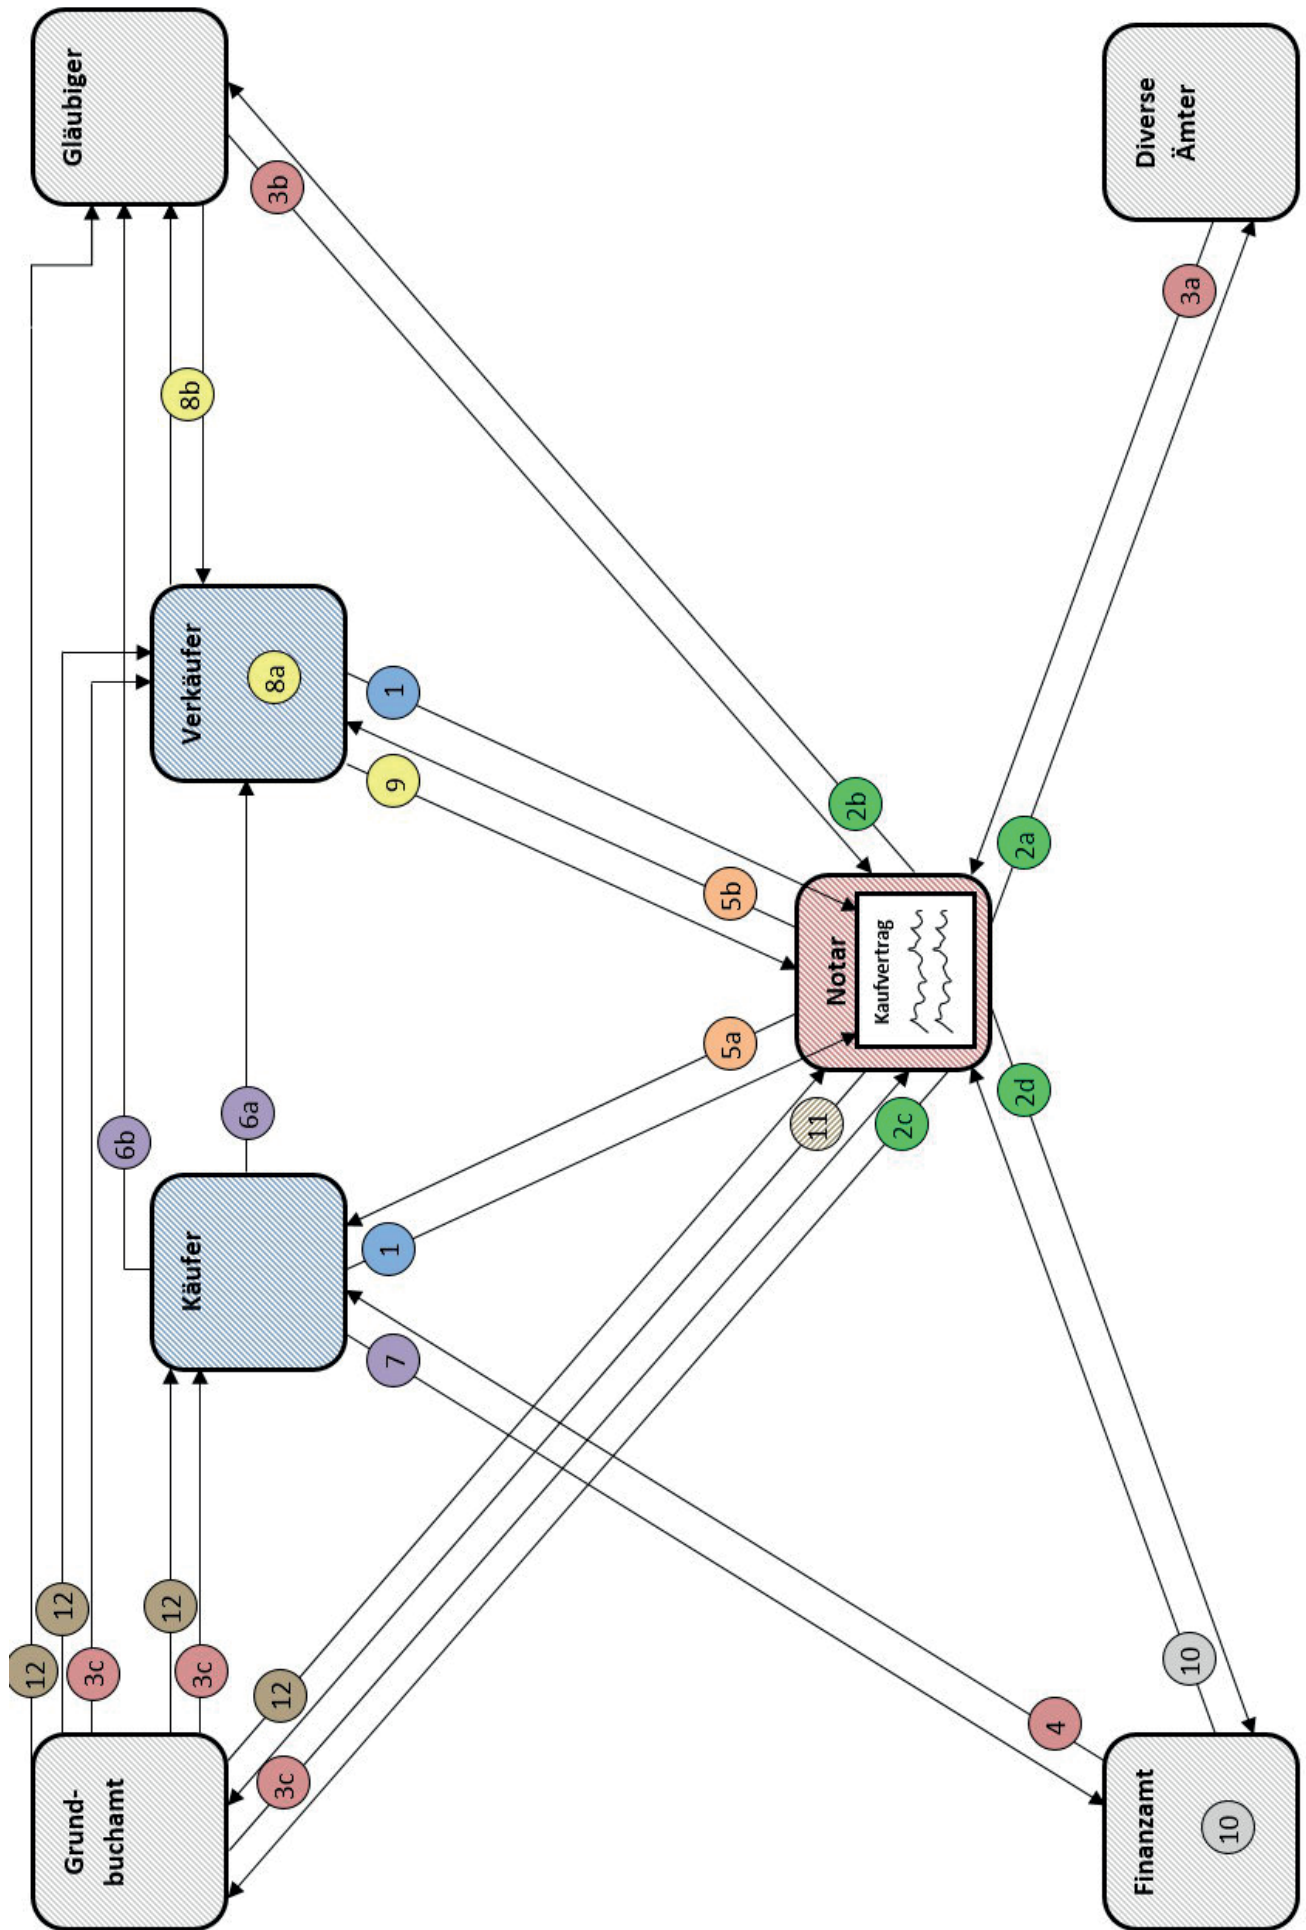 12
12
Grund-
buchamt
Gläubiger
3c
6b
12
Käufer
Verkäufer
8b
3c
6a
8a
3b
12
3c
7
1
9
1
5a
5b
11
Notar
2b
Kaufvertrag
2c
2d
2a
4
Finanzamt
Diverse
Ämter
10
3a
10